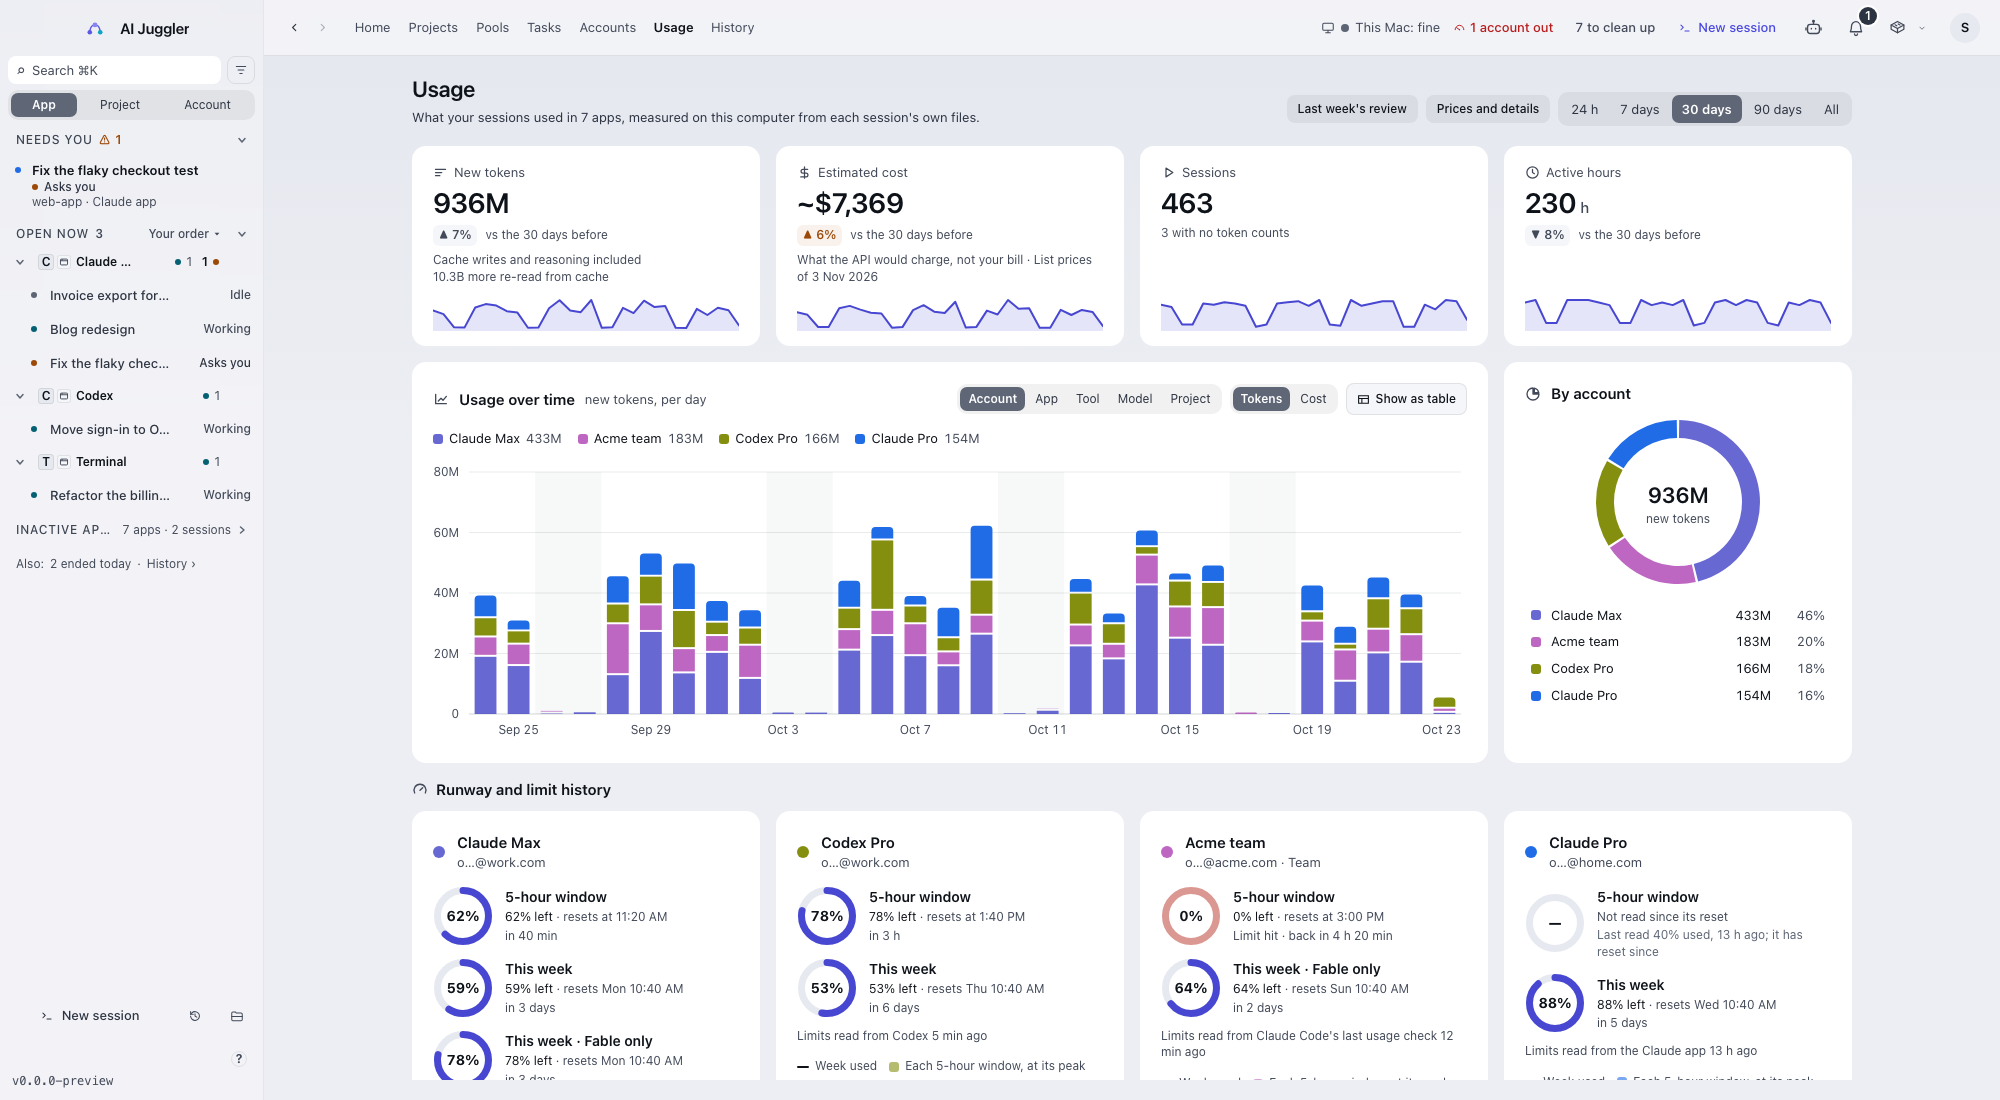 AI Juggler
Search ⌘K
App Project Account
NEEDS YOU 1
Fix the flaky checkout test
Asks you
web-app · Claude app
OPEN NOW 3 Your order
C Claude ... 1 1
Invoice export for... Idle
Blog redesign Working
Fix the flaky chec... Asks you
C Codex 1
Move sign-in to O... Working
T Terminal 1
Refactor the billin... Working
INACTIVE AP... 7 apps · 2 sessions
Also: 2 ended today · History ›
New session
?
v0.0.0-preview
Home Projects Pools Tasks Accounts Usage History
This Mac: fine 1 account out 7 to clean up New session 1 S
Usage
What your sessions used in 7 apps, measured on this computer from each session's own files.
Last week's review Prices and details 24 h 7 days 30 days 90 days All
New tokens
936M
▲ 7% vs the 30 days before
Cache writes and reasoning included
10.3B more re-read from cache
Estimated cost
~$7,369
▲ 6% vs the 30 days before
What the API would charge, not your bill · List prices
of 3 Nov 2026
Sessions
463
3 with no token counts
Active hours
230 h
▼ 8% vs the 30 days before
Usage over time new tokens, per day
Account App Tool Model Project Tokens Cost Show as table
Claude Max 433M Acme team 183M Codex Pro 166M Claude Pro 154M
80M
60M
40M
20M
0
Sep 25 Sep 29 Oct 3 Oct 7 Oct 11 Oct 15 Oct 19 Oct 23
By account
936M
new tokens
Claude Max 433M 46%
Acme team 183M 20%
Codex Pro 166M 18%
Claude Pro 154M 16%
Runway and limit history
Claude Max
o...@work.com
62%
5-hour window
62% left · resets at 11:20 AM
in 40 min
59%
This week
59% left · resets Mon 10:40 AM
in 3 days
78%
This week · Fable only
78% left · resets Mon 10:40 AM
in 3 days
Codex Pro
o...@work.com
78%
5-hour window
78% left · resets at 1:40 PM
in 3 h
53%
This week
53% left · resets Thu 10:40 AM
in 6 days
Limits read from Codex 5 min ago
Week used Each 5-hour window, at its peak
Acme team
o...@acme.com · Team
0%
5-hour window
0% left · resets at 3:00 PM
Limit hit · back in 4 h 20 min
64%
This week · Fable only
64% left · resets Sun 10:40 AM
in 2 days
Limits read from Claude Code's last usage check 12
min ago
Claude Pro
o...@home.com
–
5-hour window
Not read since its reset
Last read 40% used, 13 h ago; it has
reset since
88%
This week
88% left · resets Wed 10:40 AM
in 5 days
Limits read from the Claude app 13 h ago
Week used Each 5-hour window, at its peak